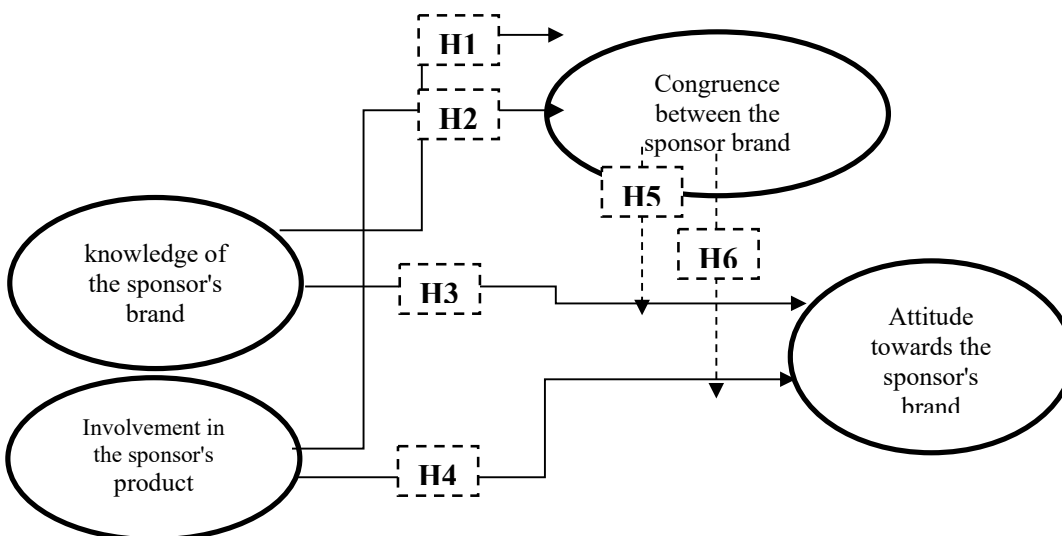 H1
H2
Congruence
between the
sponsor brand
H5
H6
knowledge of
the sponsor's
brand
H3
Attitude
towards the
sponsor's
brand
Involvement in
the sponsor's
product
H4